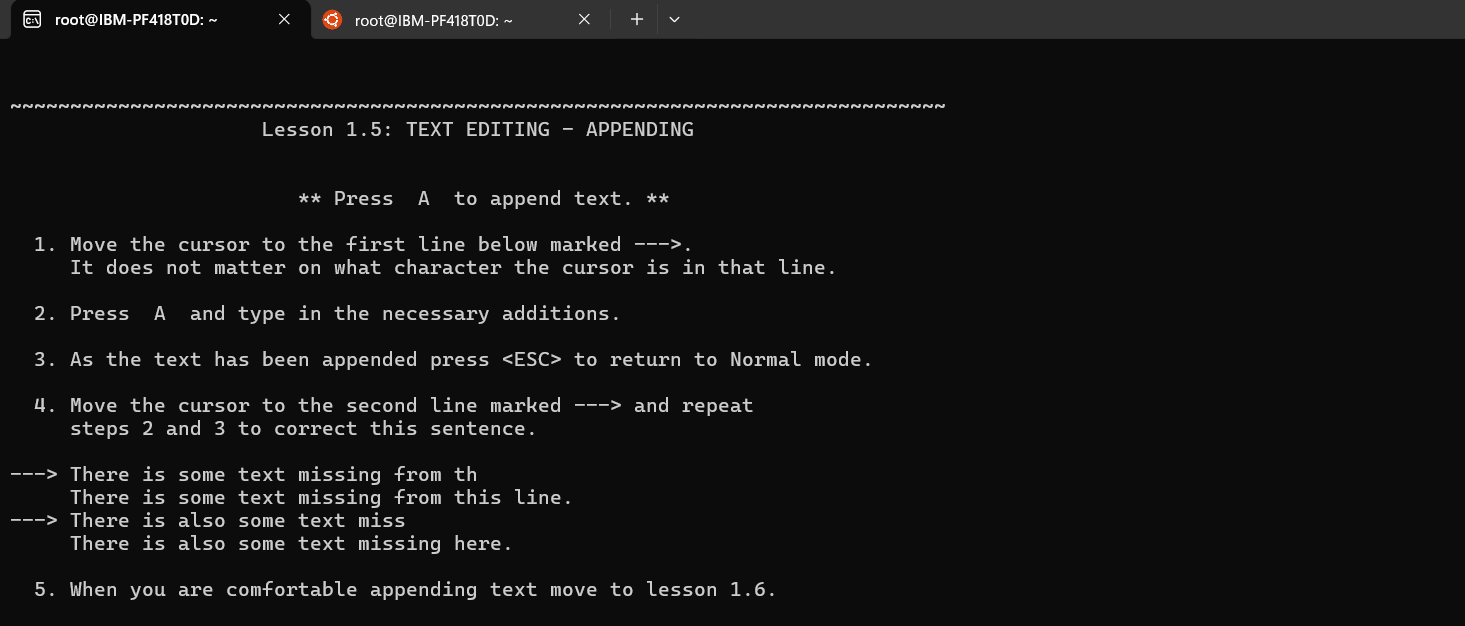 root@IBM-PF418T0D: ~
root@IBM-PF418T0D: ~
~~~~~~~~~~~~~~~~~~~~~~~~~~~~~~~~~~~~~~~~~~~~~~~~~~~~~~~~~~~~~~~~~~~~~~~~~~~~~~
Lesson 1.5: TEXT EDITING - APPENDING
** Press  A  to append text. **
1. Move the cursor to the first line below marked --->.
It does not matter on what character the cursor is in that line.
2. Press  A  and type in the necessary additions.
3. As the text has been appended press <ESC> to return to Normal mode.
4. Move the cursor to the second line marked ---> and repeat
steps 2 and 3 to correct this sentence.
---> There is some text missing from th
There is some text missing from this line.
---> There is also some text miss
There is also some text missing here.
5. When you are comfortable appending text move to lesson 1.6.